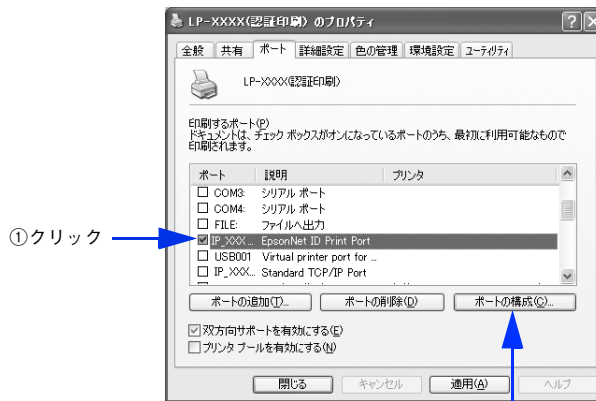 LP-XXXX(認証印刷) のプロパティ
全般 共有 ポート 詳細設定 色の管理 環境設定 ユーティリティ
LP-XXXX(認証印刷)
印刷するポート(P)
ドキュメントは、チェック ボックスがオンになっているポートのうち、最初に利用可能なもので
印刷されます。
ポート 説明 プリンタ
COM3: シリアル ポート
COM4: シリアル ポート
FILE: ファイルへ出力
①クリック
IP_XXX... EpsonNet ID Print Port
USB001 Virtual printer port for ...
IP_XXX... Standard TCP/IP Port
ポートの追加(T)... ポートの削除(D) ポートの構成(C)...
双方向サポートを有効にする(E)
プリンタ プールを有効にする(N)
閉じる キャンセル 適用(A) ヘルプ